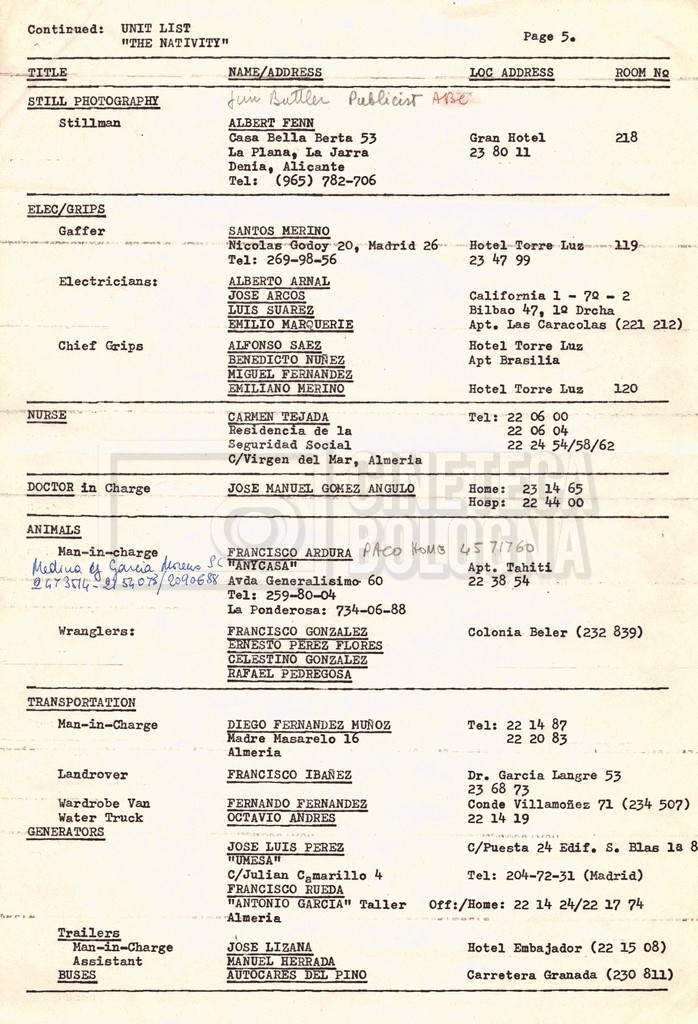 Continued: UNIT LIST
"THE NATIVITY"
Page 5.
TITLE NAME/ADDRESS LOC ADDRESS ROOM Nº
STILL PHOTOGRAPHY Jim Buttler Publicist ABC
Stillman ALBERT FENN
Casa Bella Berta 53 Gran Hotel 218
La Plana, La Jarra 23 80 11
Denia, Alicante
Tel: (965) 782-706
ELEC/GRIPS
Gaffer SANTOS MERINO
Nicolas Godoy 20, Madrid 26 Hotel Torre Luz 119
Tel: 269-98-56 23 47 99
Electricians: ALBERTO ARNAL
JOSE ARCOS California 1 - 7º - 2
LUIS SUAREZ Bilbao 47, 1º Drcha
EMILIO MARQUERIE Apt. Las Caracolas (221 212)
Chief Grips ALFONSO SAEZ Hotel Torre Luz
BENEDICTO NUÑEZ Apt Brasilia
MIGUEL FERNANDEZ
EMILIANO MERINO Hotel Torre Luz 120
NURSE CARMEN TEJADA Tel: 22 06 00
Residencia de la 22 06 04
Seguridad Social 22 24 54/58/62
C/Virgen del Mar, Almeria
DOCTOR in Charge JOSE MANUEL GOMEZ ANGULO Home: 23 14 65
Hosp: 22 44 00
CINETECA
BOLOGNA
ANIMALS
Man-in-charge FRANCISCO ARDURA PACO HOME 4571760
Medina y Garcia Moreno SC "ANYCASA" Apt. Tahiti
Avda Generalisimo 60 22 38 54
Tel: 259-80-04
La Ponderosa: 734-06-88
Wranglers: FRANCISCO GONZALEZ Colonia Beler (232 839)
ERNESTO PEREZ FLORES
CELESTINO GONZALEZ
RAFAEL PEDREGOSA
TRANSPORTATION
Man-in-Charge DIEGO FERNANDEZ MUÑOZ Tel: 22 14 87
Madre Masarelo 16 22 20 83
Almeria
Landrover FRANCISCO IBAÑEZ Dr. Garcia Langre 53
23 68 73
Wardrobe Van FERNANDO FERNANDEZ Conde Villamoñez 71 (234 507)
Water Truck OCTAVIO ANDRES 22 14 19
GENERATORS
JOSE LUIS PEREZ C/Puesta 24 Edif. S. Blas 1a 8
"UMESA"
C/Julian Camarillo 4 Tel: 204-72-31 (Madrid)
FRANCISCO RUEDA
"ANTONIO GARCIA" Taller Off:/Home: 22 14 24/22 17 74
Almeria
Trailers
Man-in-Charge JOSE LIZANA Hotel Embajador (22 15 08)
Assistant MANUEL HERRADA
BUSES AUTOCARES DEL PINO Carretera Granada (230 811)